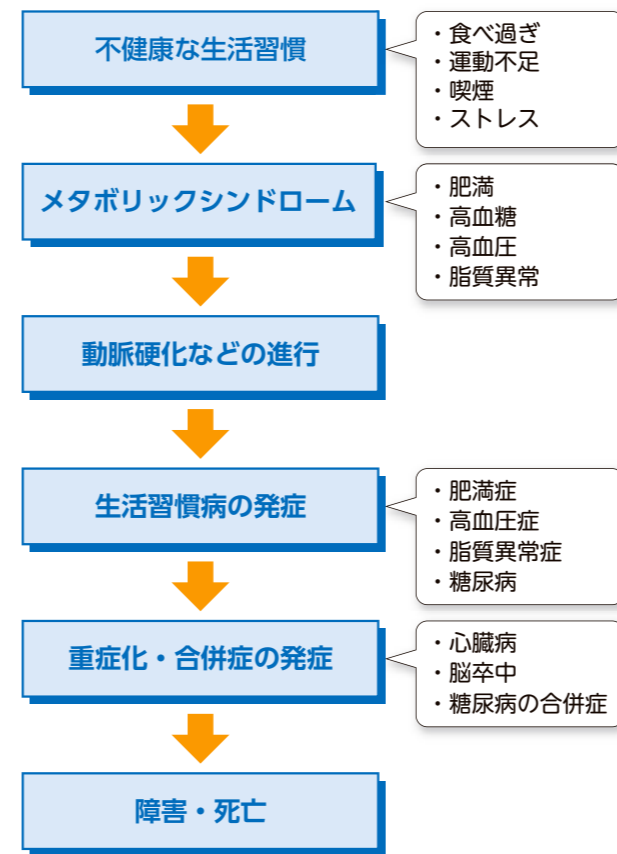 不健康な生活習慣
・食べ過ぎ
・運動不足
・喫煙
・ストレス
メタボリックシンドローム
・肥満
・高血糖
・高血圧
・脂質異常
動脈硬化などの進行
生活習慣病の発症
・肥満症
・高血圧症
・脂質異常症
・糖尿病
重症化・合併症の発症
・心臓病
・脳卒中
・糖尿病の合併症
障害・死亡